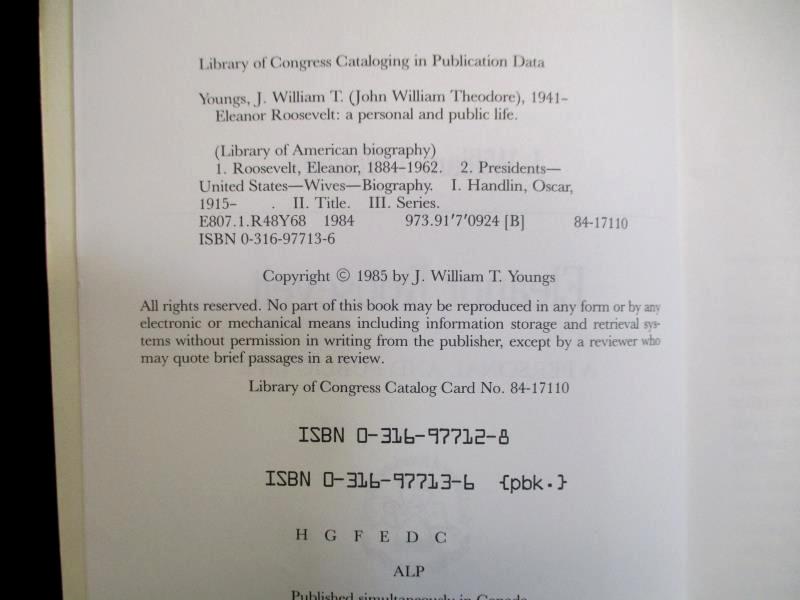 Library of Congress Cataloging in Publication Data
Youngs, J. William T. (John William Theodore), 1941–
Eleanor Roosevelt: a personal and public life.
(Library of American biography)
1. Roosevelt, Eleanor, 1884–1962. 2. Presidents—
United States—Wives—Biography. I. Handlin, Oscar,
1915– . II. Title. III. Series.
E807.1.R48Y68 1984 973.91′7′0924 [B] 84-17110
ISBN 0-316-97713-6
Copyright © 1985 by J. William T. Youngs
All rights reserved. No part of this book may be reproduced in any form or by any
electronic or mechanical means including information storage and retrieval sys-
tems without permission in writing from the publisher, except by a reviewer who
may quote brief passages in a review.
Library of Congress Catalog Card No. 84-17110
ISBN 0-316-97712-8
ISBN 0-316-97713-6 {pbk.}
H G F E D C
ALP
Published simultaneously in Canada